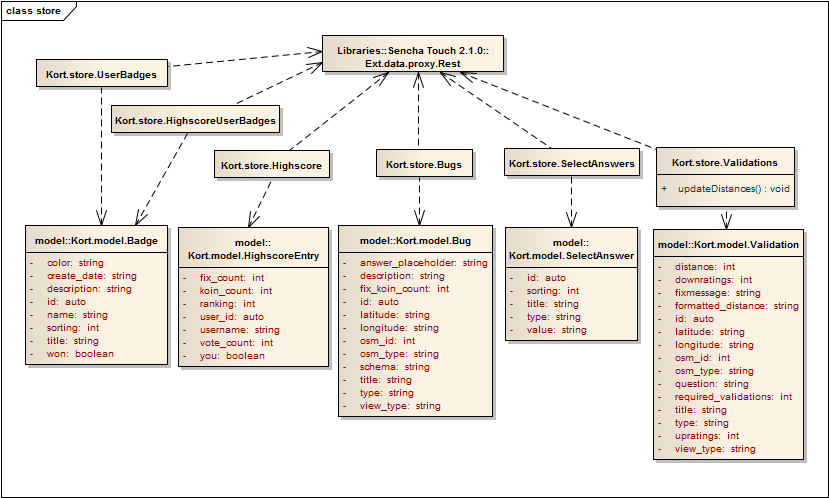 class store
Libraries::Sencha Touch 2.1.0::
Ext.data.proxy.Rest
Kort.store.UserBadges
Kort.store.HighscoreUserBadges
Kort.store.Highscore
Kort.store.Bugs
Kort.store.SelectAnswers
Kort.store.Validations
+ updateDistances() : void
model::Kort.model.Badge
- color: string
- create_date: string
- description: string
- id: auto
- name: string
- sorting: int
- title: string
- won: boolean
model::
Kort.model.HighscoreEntry
- fix_count: int
- koin_count: int
- ranking: int
- user_id: auto
- username: string
- vote_count: int
- you: boolean
model::Kort.model.Bug
- answer_placeholder: string
- description: string
- fix_koin_count: int
- id: auto
- latitude: string
- longitude: string
- osm_id: int
- osm_type: string
- schema: string
- title: string
- type: string
- view_type: string
model::
Kort.model.SelectAnswer
- id: auto
- sorting: int
- title: string
- type: string
- value: string
model::Kort.model.Validation
- distance: int
- downratings: int
- fixmessage: string
- formatted_distance: string
- id: auto
- latitude: string
- longitude: string
- osm_id: int
- osm_type: string
- question: string
- required_validations: int
- title: string
- type: string
- upratings: int
- view_type: string